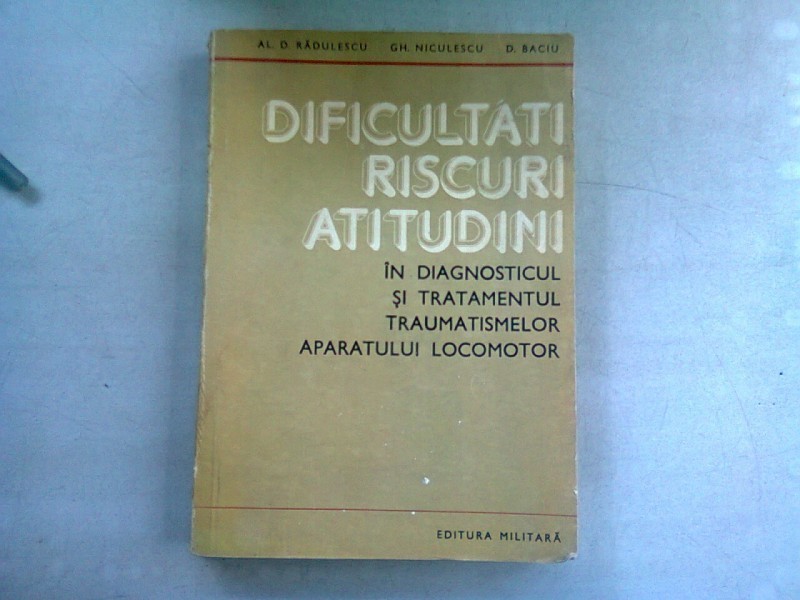 AL. D. RĂDULESCU GH. NICULESCU D. BACIU
DIFICULTĂȚI
RISCURI
ATITUDINI
ÎN DIAGNOSTICUL
ȘI TRATAMENTUL
TRAUMATISMELOR
APARATULUI LOCOMOTOR
EDITURA MILITARĂ